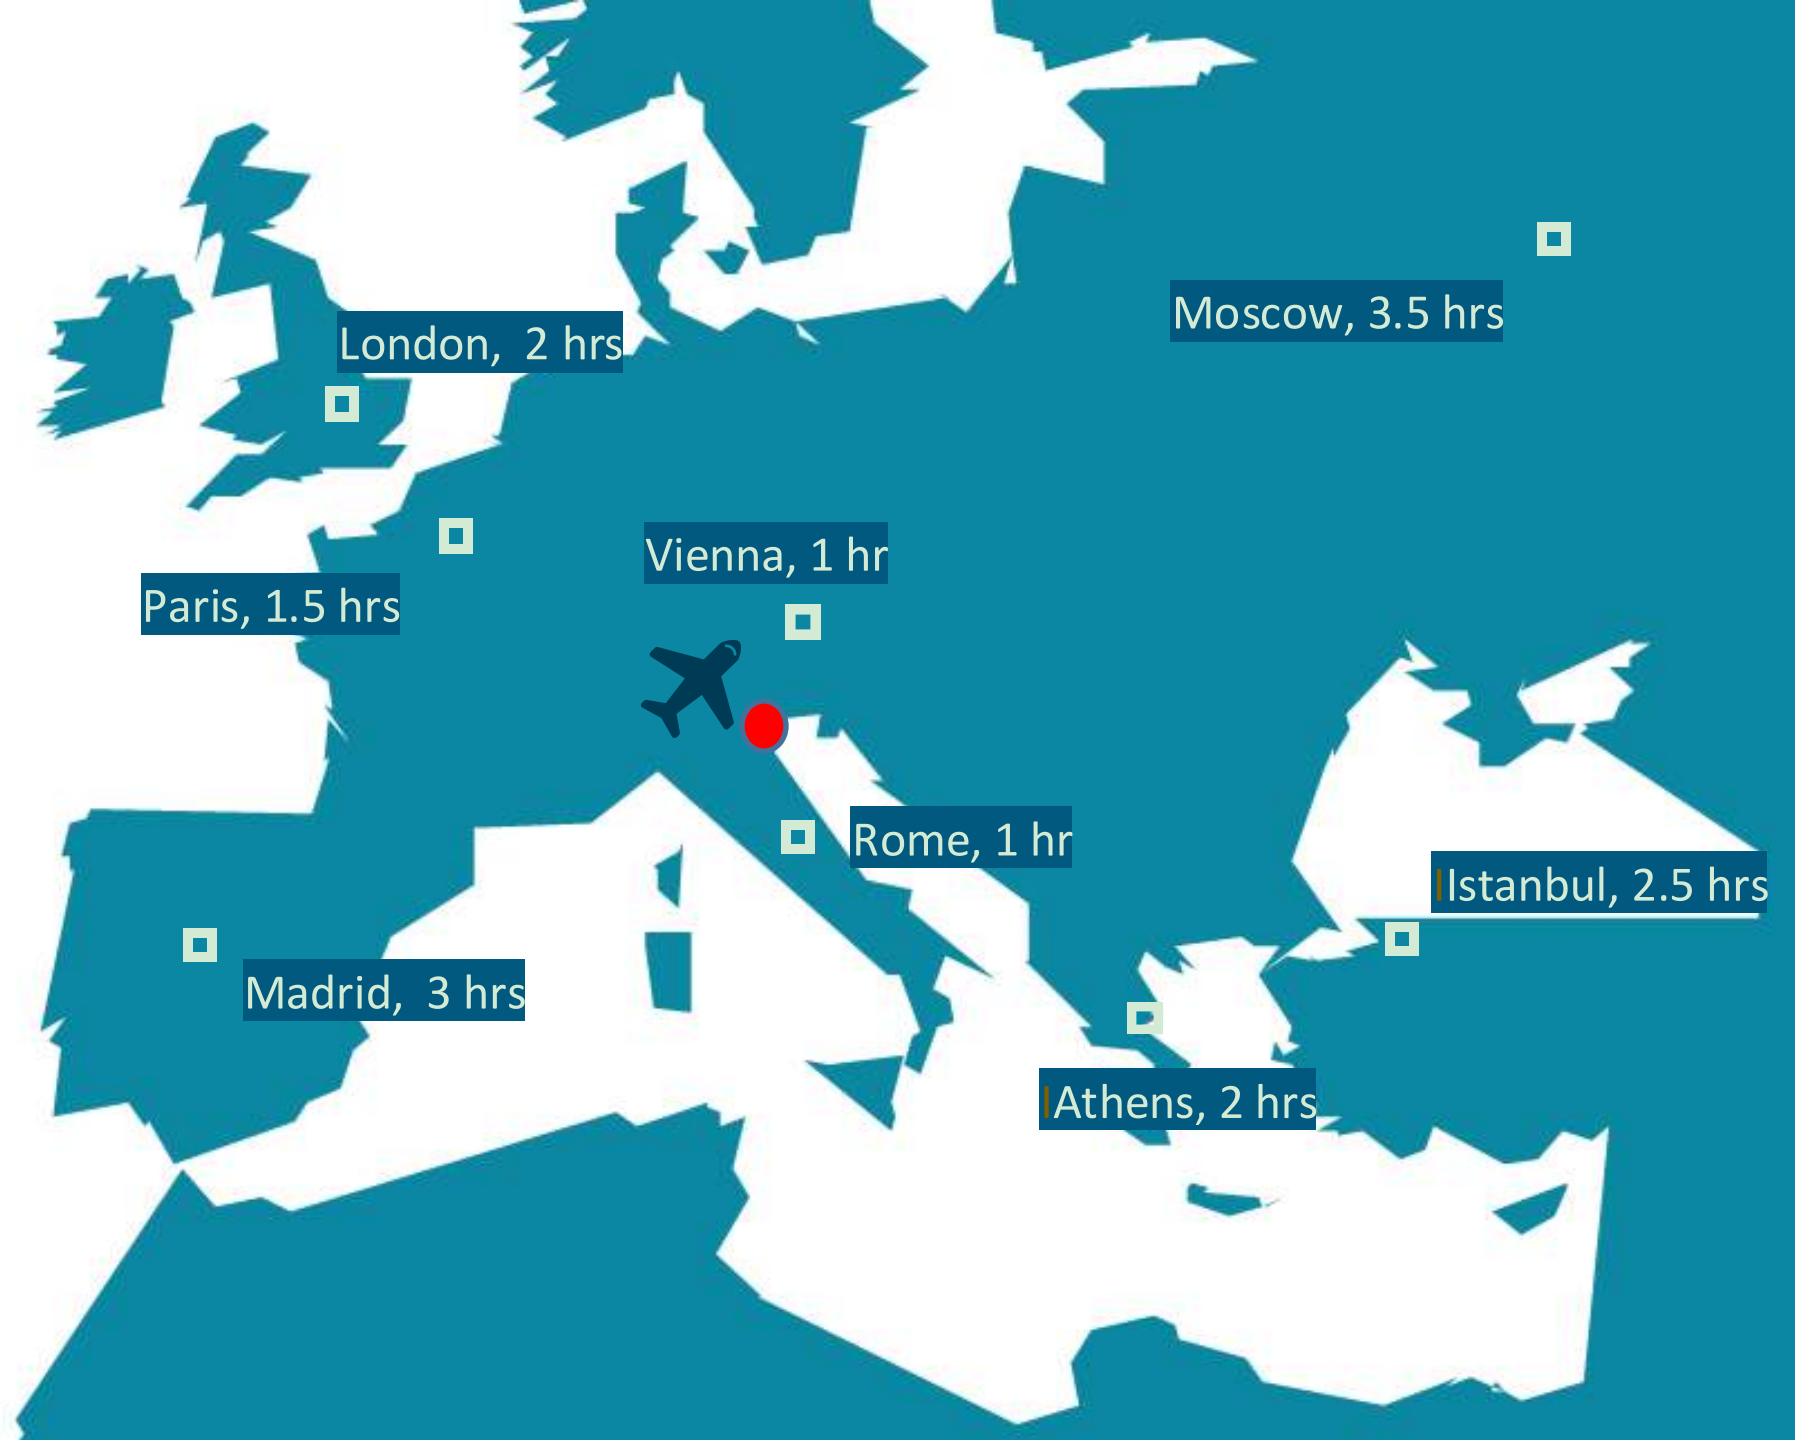 London,  2 hrs
Moscow, 3.5 hrs
Vienna, 1 hr
Paris, 1.5 hrs
Rome, 1 hr
Istanbul, 2.5 hrs
Madrid,  3 hrs
Athens, 2 hrs